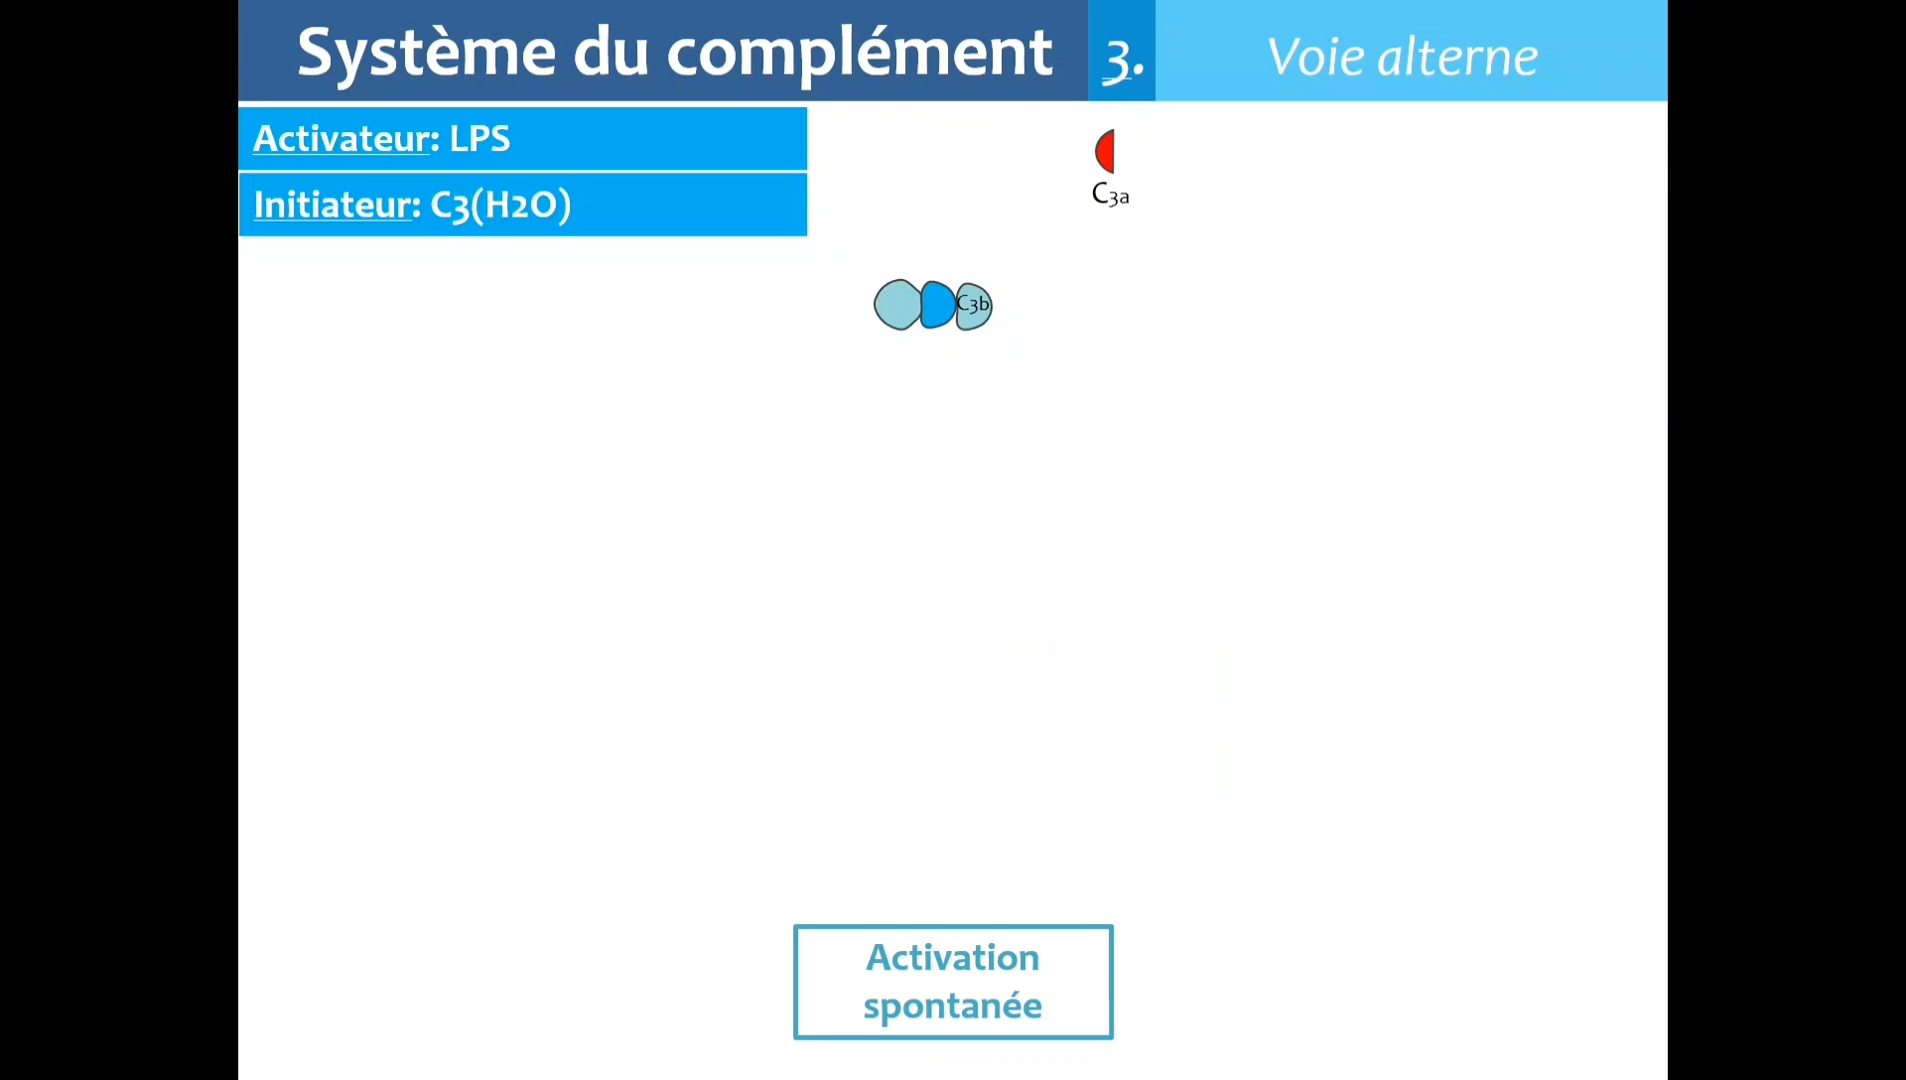 Système du complément 3. Voie alterne
Activateur: LPS
Initiateur: C3(H2O)
C3a
C3b
Activation
spontanée